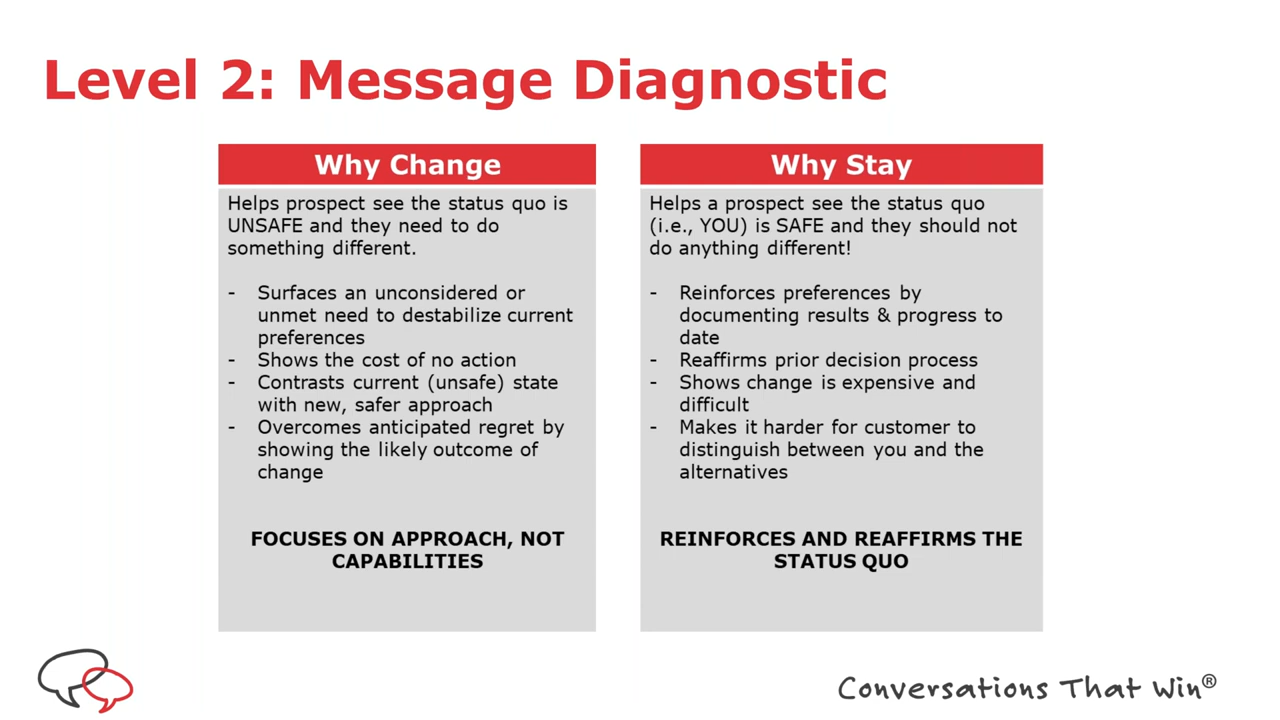 Level 2: Message Diagnostic
Why Change
Helps prospect see the status quo is
UNSAFE and they need to do
something different.
- Surfaces an unconsidered or
unmet need to destabilize current
preferences
- Shows the cost of no action
- Contrasts current (unsafe) state
with new, safer approach
- Overcomes anticipated regret by
showing the likely outcome of
change
FOCUSES ON APPROACH, NOT
CAPABILITIES
Why Stay
Helps a prospect see the status quo
(i.e., YOU) is SAFE and they should not
do anything different!
- Reinforces preferences by
documenting results & progress to
date
- Reaffirms prior decision process
- Shows change is expensive and
difficult
- Makes it harder for customer to
distinguish between you and the
alternatives
REINFORCES AND REAFFIRMS THE
STATUS QUO
Conversations That Win®